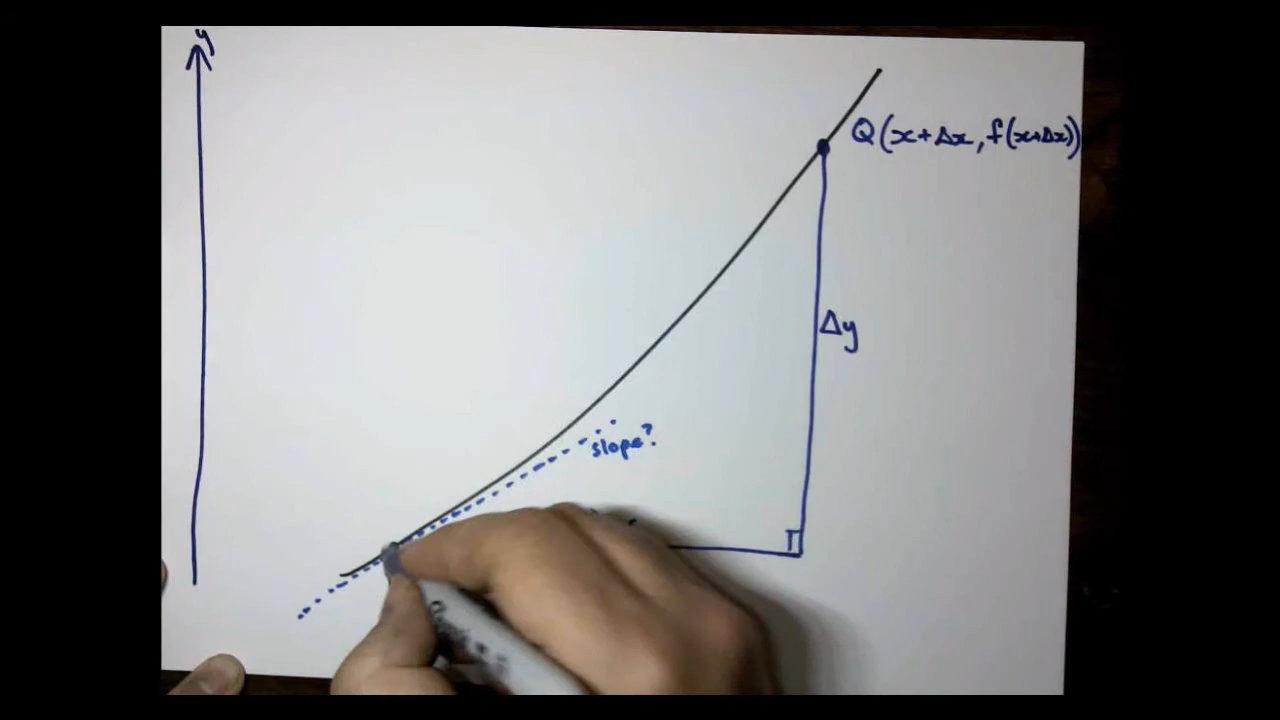 y
Q(x+Δx, f(x+Δx))
Δy
slope?